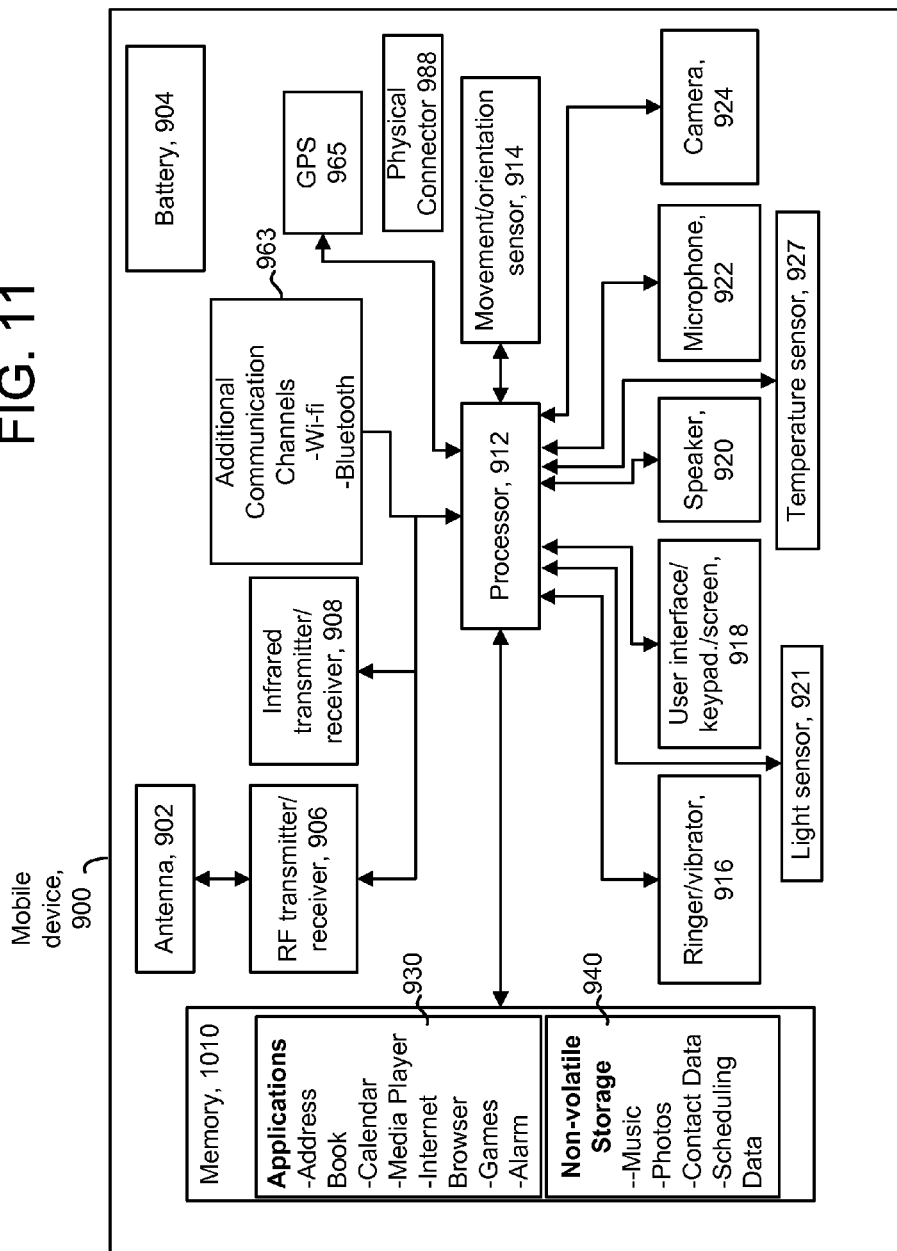 FIG. 11
Mobile
device,
900
Antenna, 902
Battery, 904
RF transmitter/
receiver, 906
Infrared
transmitter/
receiver, 908
Additional
Communication
Channels
-Wi-fi
-Bluetooth
963
GPS
965
Physical
Connector 988
Memory, 1010
Applications
-Address
Book
-Calendar
-Media Player
-Internet
Browser
-Games
-Alarm
930
Non-volatile
Storage
--Music
-Photos
-Contact Data
-Scheduling
Data
940
Processor, 912
Movement/orientation
sensor, 914
Ringer/vibrator,
916
User interface/
keypad./screen,
918
Speaker,
920
Microphone,
922
Camera,
924
Light sensor, 921
Temperature sensor, 927